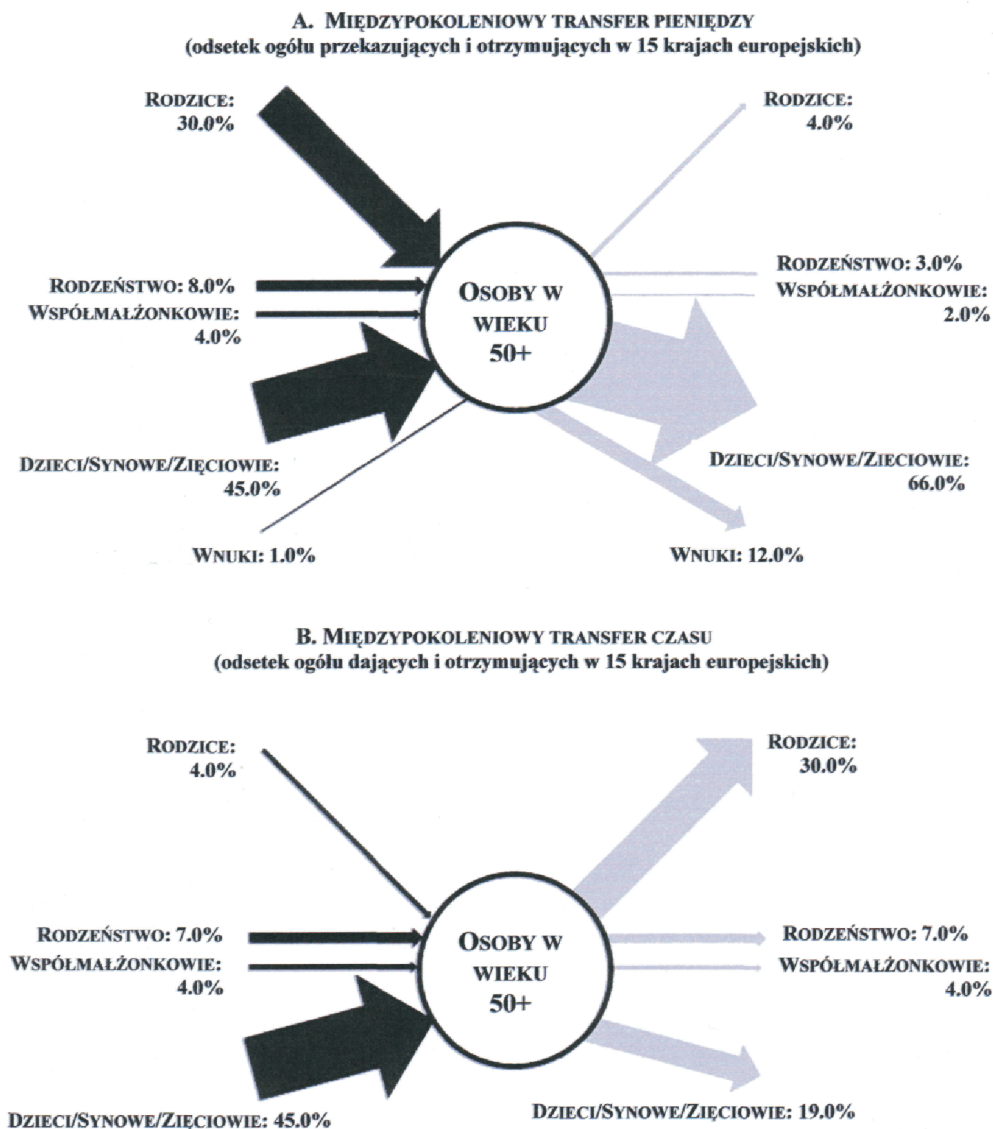 A. MIĘDZYPOKOLENIOWY TRANSFER PIENIĘDZY
(odsetek ogółu przekazujących i otrzymujących w 15 krajach europejskich)
RODZICE:
30.0%
RODZICE:
4.0%
RODZEŃSTWO: 8.0%
WSPÓŁMAŁŻONKOWIE:
4.0%
OSOBY W
WIEKU
50+
RODZEŃSTWO: 3.0%
WSPÓŁMAŁŻONKOWIE:
2.0%
DZIECI/SYNOWE/ZIĘCIOWIE:
45.0%
DZIECI/SYNOWE/ZIECIOWIE:
66.0%
WNUKI: 1.0%
WNUKI: 12.0%
B. MIĘDZYPOKOLENIOWY TRANSFER CZASU
(odsetek ogółu dających i otrzymujących w 15 krajach europejskich)
RODZICE:
4.0%
RODZICE:
30.0%
RODZEŃSTWO: 7.0%
WSPÓŁMAŁŻONKOWIE:
4.0%
OSOBY W
WIEKU
50+
RODZEŃSTWO: 7.0%
WSPÓŁMAŁŻONKOWIE:
4.0%
DZIECI/SYNOWE/ZIĘCIOWIE: 45.0%
DZIECI/SYNOWE/ZIĘCIOWIE: 19.0%